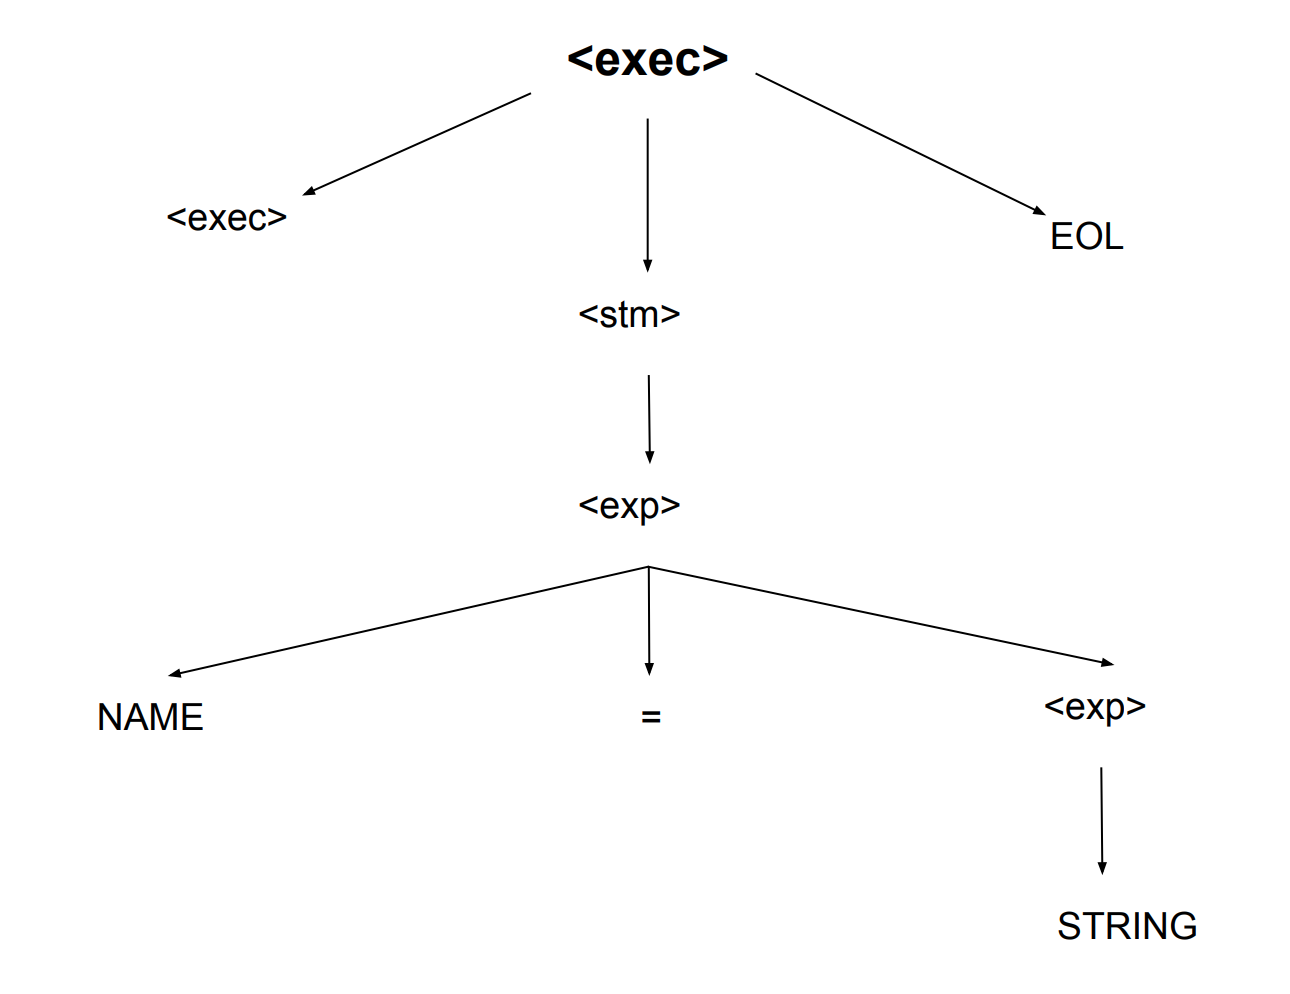 <exec>
<exec>
EOL
<stm>
<exp>
NAME
=
<exp>
STRING